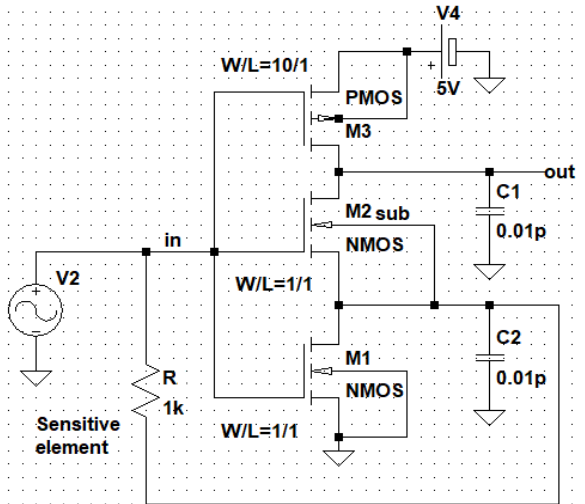 V4
W/L=10/1
+
5V
PMOS
M3
out
C1
0.01p
M2 sub
NMOS
in
V2
+
W/L=1/1
M1
NMOS
C2
0.01p
R
1k
Sensitive
element
W/L=1/1